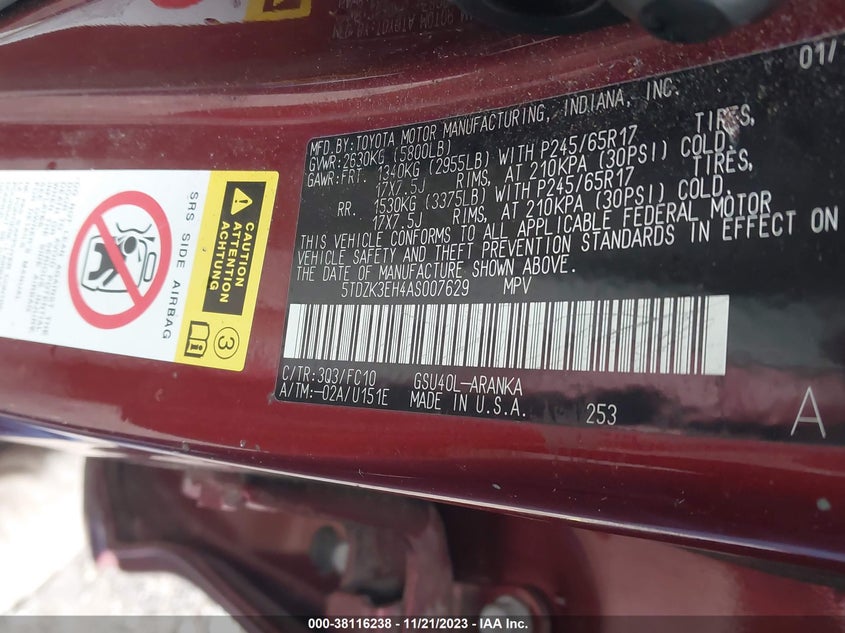 01/
MFD. BY: TOYOTA MOTOR MANUFACTURING, INDIANA, INC.
GVWR: 2630KG (5800LB)
GAWR: FRT. 1340KG (2955LB) WITH P245/65R17 TIRES,
17X7.5J RIMS, AT 210KPA (30PSI) COLD.
RR. 1530KG (3375LB) WITH P245/65R17 TIRES,
17X7.5J RIMS, AT 210KPA (30PSI) COLD.
THIS VEHICLE CONFORMS TO ALL APPLICABLE FEDERAL MOTOR
VEHICLE SAFETY AND THEFT PREVENTION STANDARDS IN EFFECT ON
THE DATE OF MANUFACTURE SHOWN ABOVE.
5TDZK3EH4AS007629 MPV
C/TR: 3Q3/FC10 GSU40L-ARANKA
A/TM: -02A/U151E MADE IN U.S.A.
253
A
SRS SIDE AIRBAG
CAUTION
ATTENTION
ACHTUNG
3
000-38116238 - 11/21/2023 - IAA Inc.